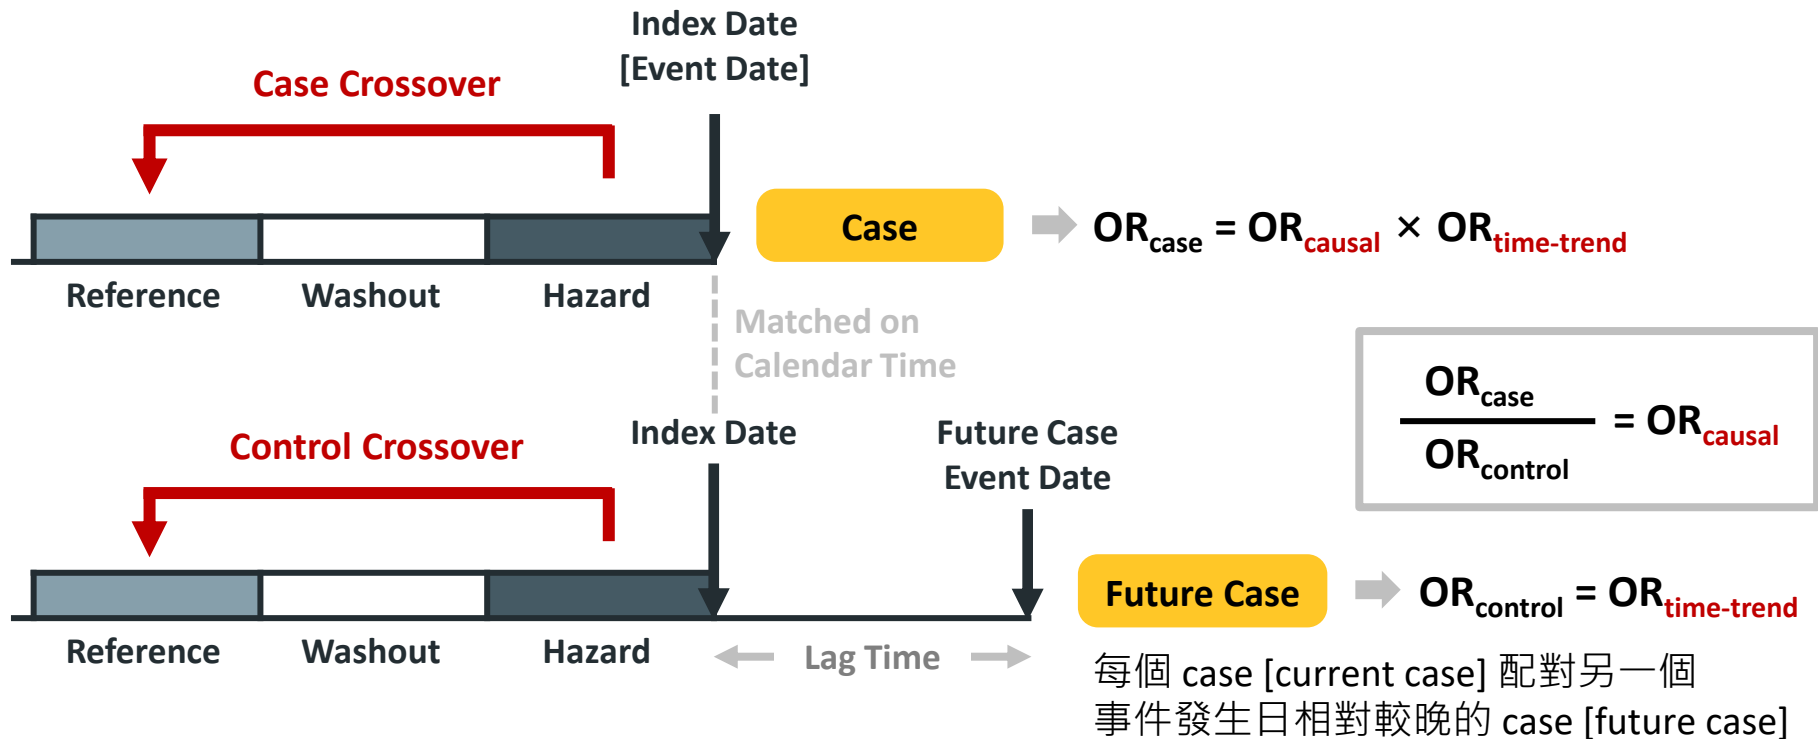 Index Date
[Event Date]
Case Crossover
Case
OR_case = OR_causal × OR_time-trend
Reference
Washout
Hazard
Matched on
Calendar Time
OR_case
OR_control
= OR_causal
Control Crossover
Index Date
Future Case
Event Date
Future Case
OR_control = OR_time-trend
Reference
Washout
Hazard
Lag Time
每個 case [current case] 配對另一個
事件發生日相對較晚的 case [future case]